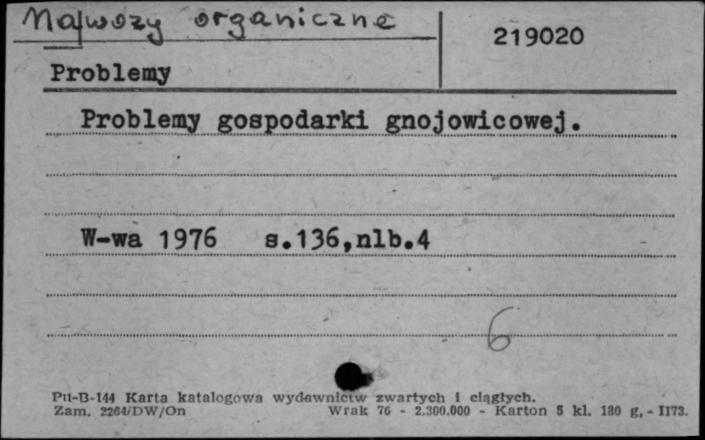 Nawozy organiczne
219020
Problemy
Problemy gospodarki gnojowicowej.
W-wa 1976 s.136,nlb.4
6
Pu-B-144 Karta katalogowa wydawnictw zwartych i ciągłych.
Zam. 2264/DW/On Wrak 76 - 2.300.000 - Karton 5 kl. 180 g. - II73.